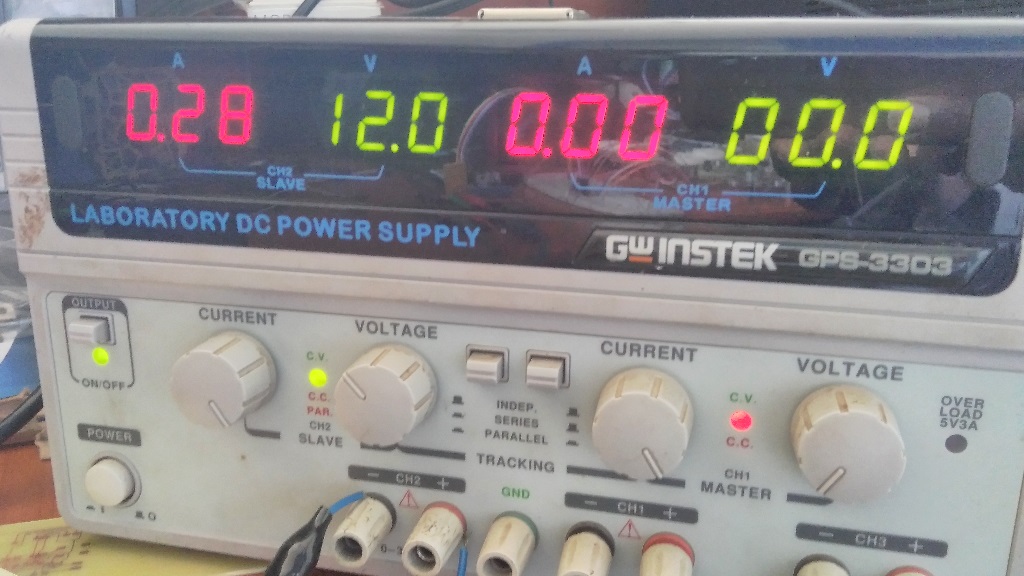 A V A V
0.28 12.0 0.00 00.0
CH2
SLAVE
CH1
MASTER
LABORATORY DC POWER SUPPLY
GW INSTEK GPS-3303
OUTPUT
ON/OFF
POWER
I O
CURRENT
VOLTAGE
C.V.
C.C.
PAR.
CH2
SLAVE
INDEP.
SERIES
PARALLEL
TRACKING
CURRENT
VOLTAGE
C.V.
C.C.
CH1
MASTER
OVER
LOAD
5V3A
− CH2 +
GND
− CH1 +
− CH3 +